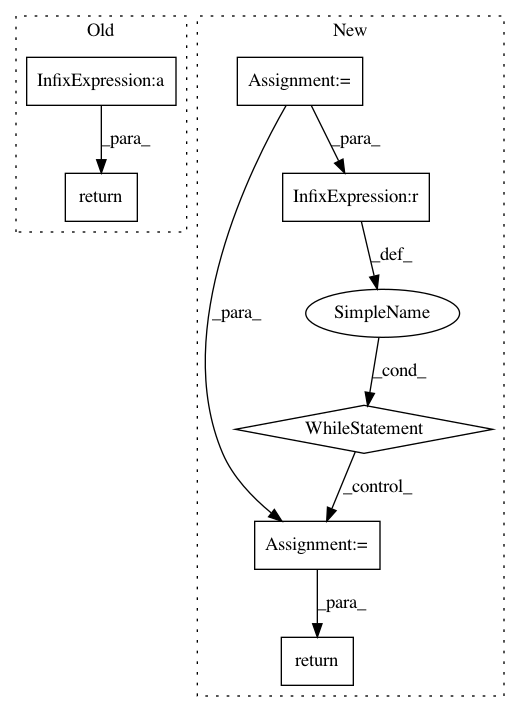 Old
New
InfixExpression:a
Assignment:=
_para_
_para_
return
InfixExpression:r
_def_
_para_
SimpleName
_cond_
WhileStatement
_control_
Assignment:=
_para_
return